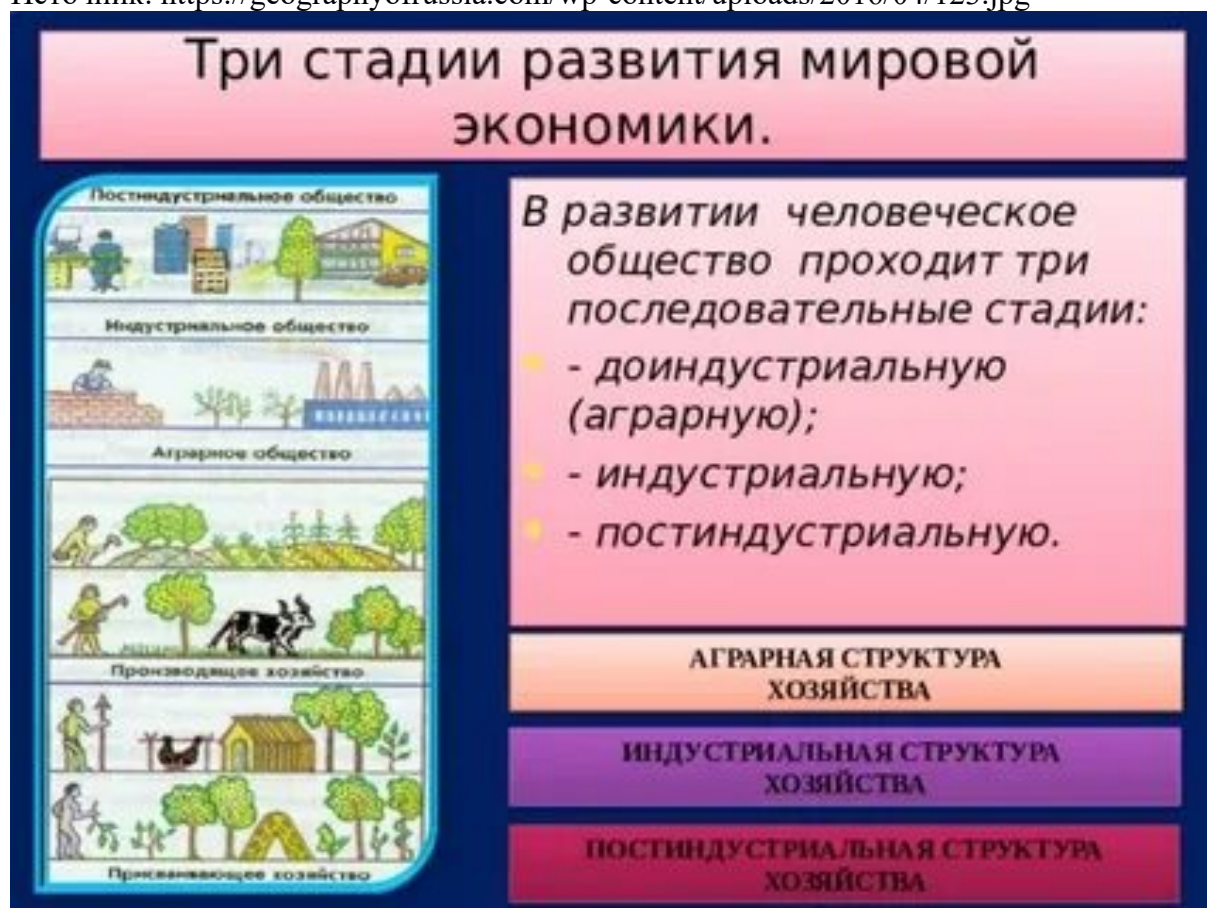 Три стадии развития мировой
экономики.
Постиндустриальное общество
Индустриальное общество
Аграрное общество
Производящее хозяйство
Присваивающее хозяйство
В развитии человеческое
общество проходит три
последовательные стадии:
- доиндустриальную
(аграрную);
- индустриальную;
- постиндустриальную.
АГРАРНАЯ СТРУКТУРА
ХОЗЯЙСТВА
ИНДУСТРИАЛЬНАЯ СТРУКТУРА
ХОЗЯЙСТВА
ПОСТИНДУСТРИАЛЬНАЯ СТРУКТУРА
ХОЗЯЙСТВА